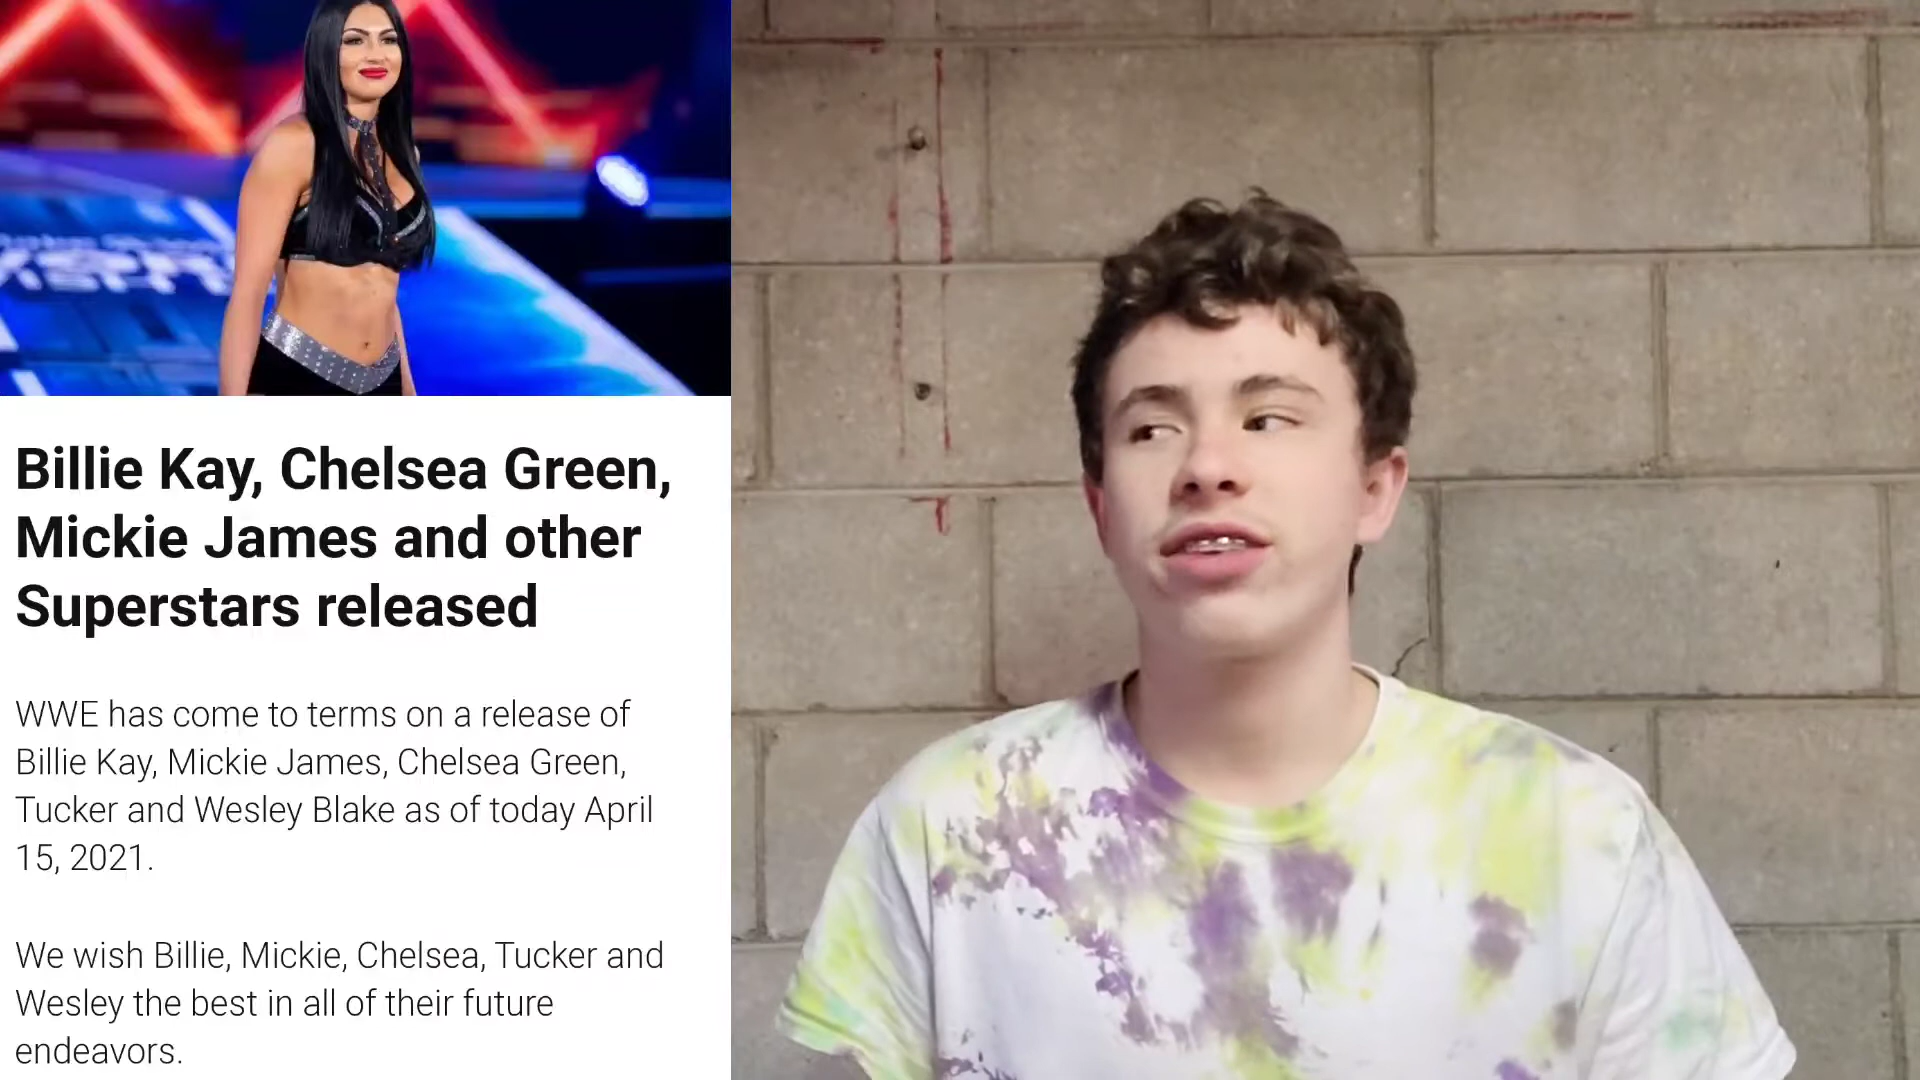 Billie Kay, Chelsea Green,
Mickie James and other
Superstars released
WWE has come to terms on a release of
Billie Kay, Mickie James, Chelsea Green,
Tucker and Wesley Blake as of today April
15, 2021.
We wish Billie, Mickie, Chelsea, Tucker and
Wesley the best in all of their future
endeavors.